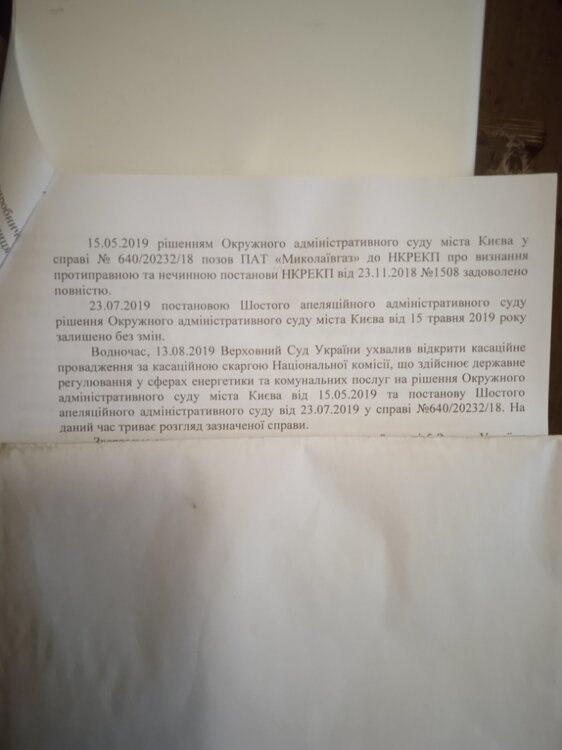 15.05.2019 рішенням Окружного адміністративного суду міста Києва у
справі № 640/20232/18 позов ПАТ «Миколаївгаз» до НКРЕКП про визнання
протиправною та нечинною постанови НКРЕКП від 23.11.2018 №1508 задоволено
повністю.
23.07.2019 постановою Шостого апеляційного адміністративного суду
рішення Окружного адміністративного суду міста Києва від 15 травня 2019 року
залишено без змін.
Водночас, 13.08.2019 Верховний Суд України ухвалив відкрити касаційне
провадження за касаційною скаргою Національної комісії, що здійснює державне
регулювання у сферах енергетики та комунальних послуг на рішення Окружного
адміністративного суду міста Києва від 15.05.2019 та постанову Шостого
апеляційного адміністративного суду від 23.07.2019 у справі №640/20232/18. На
даний час триває розгляд зазначеної справи.